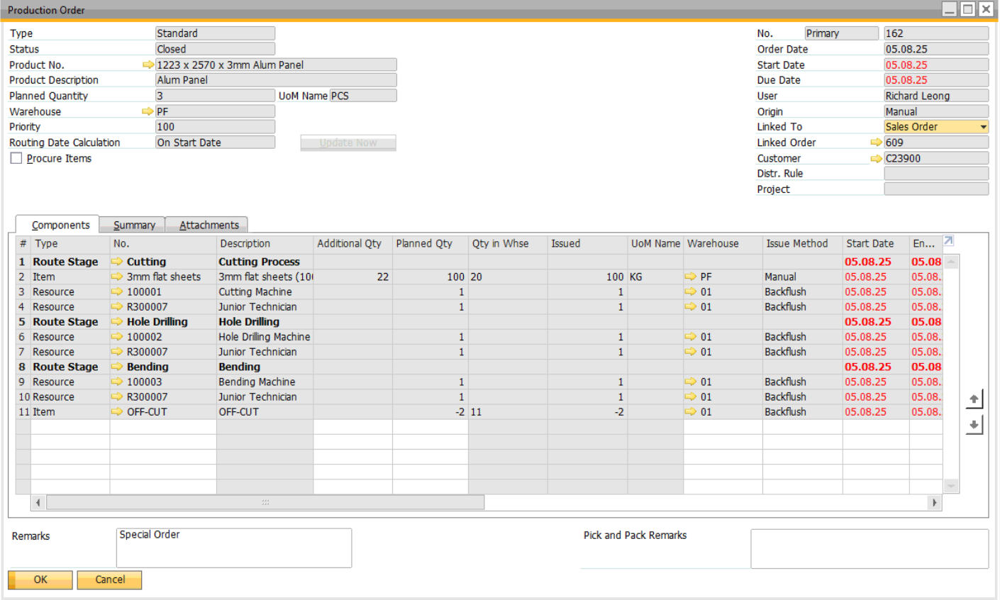 Production Order
Type Standard
Status Closed
Product No. 1223 x 2570 x 3mm Alum Panel
Product Description Alum Panel
Planned Quantity 3 UoM Name PCS
Warehouse PF
Priority 100
Routing Date Calculation On Start Date Update Now
Procure Items
No. Primary 162
Order Date 05.08.25
Start Date 05.08.25
Due Date 05.08.25
User Richard Leong
Origin Manual
Linked To Sales Order
Linked Order 609
Customer C23900
Distr. Rule
Project
Components Summary Attachments
# Type No. Description Additional Qty Planned Qty Qty in Whse Issued UoM Name Warehouse Issue Method Start Date En...
1 Route Stage Cutting Cutting Process 05.08.25 05.08
2 Item 3mm flat sheets 3mm flat sheets (10 22 100 20 100 KG PF Manual 05.08.25 05.08.
3 Resource 100001 Cutting Machine 1 1 01 Backflush 05.08.25 05.08.
4 Resource R300007 Junior Technician 1 1 01 Backflush 05.08.25 05.08.
5 Route Stage Hole Drilling Hole Drilling 05.08.25 05.08
6 Resource 100002 Hole Drilling Machine 1 1 01 Backflush 05.08.25 05.08.
7 Resource R300007 Junior Technician 1 1 01 Backflush 05.08.25 05.08.
8 Route Stage Bending Bending 05.08.25 05.08
9 Resource 100003 Bending Machine 1 1 01 Backflush 05.08.25 05.08.
10 Resource R300007 Junior Technician 1 1 01 Backflush 05.08.25 05.08.
11 Item OFF-CUT OFF-CUT -2 11 -2 01 Backflush 05.08.25 05.08.
Remarks Special Order
Pick and Pack Remarks
OK Cancel